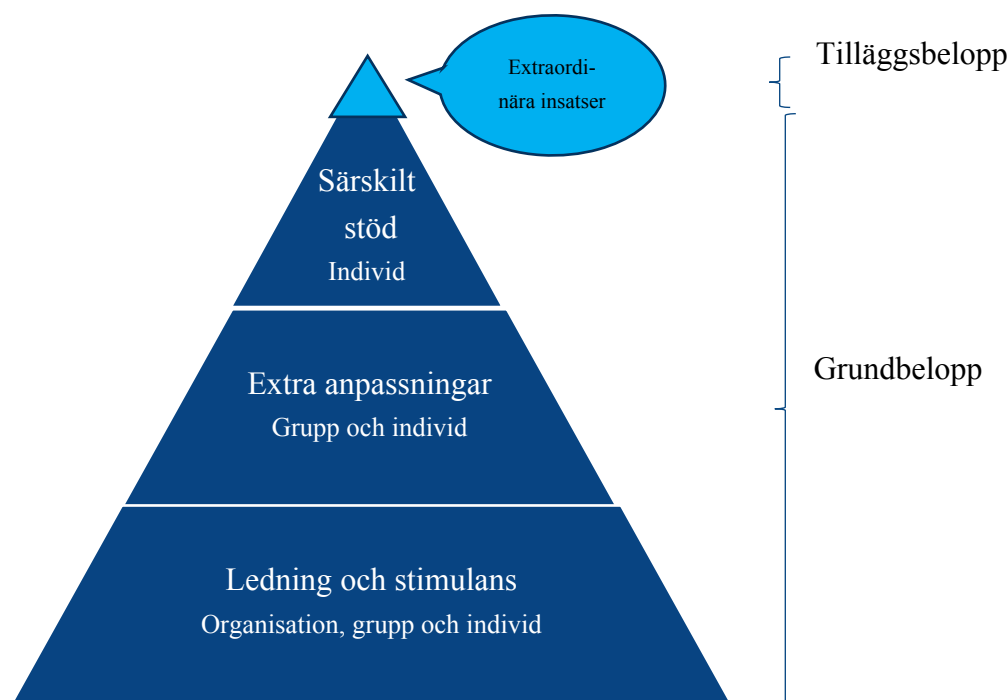 Extraordi-
nära insatser
Tilläggsbelopp
Särskilt
stöd
Individ
Extra anpassningar
Grupp och individ
Grundbelopp
Ledning och stimulans
Organisation, grupp och individ